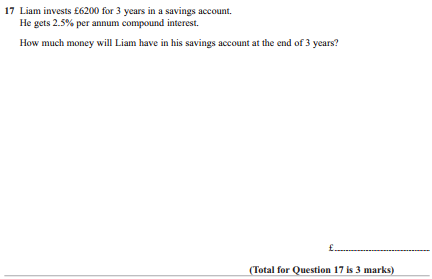 17 Liam invests £6200 for 3 years in a savings account.
He gets 2.5% per annum compound interest.
How much money will Liam have in his savings account at the end of 3 years?
£
(Total for Question 17 is 3 marks)